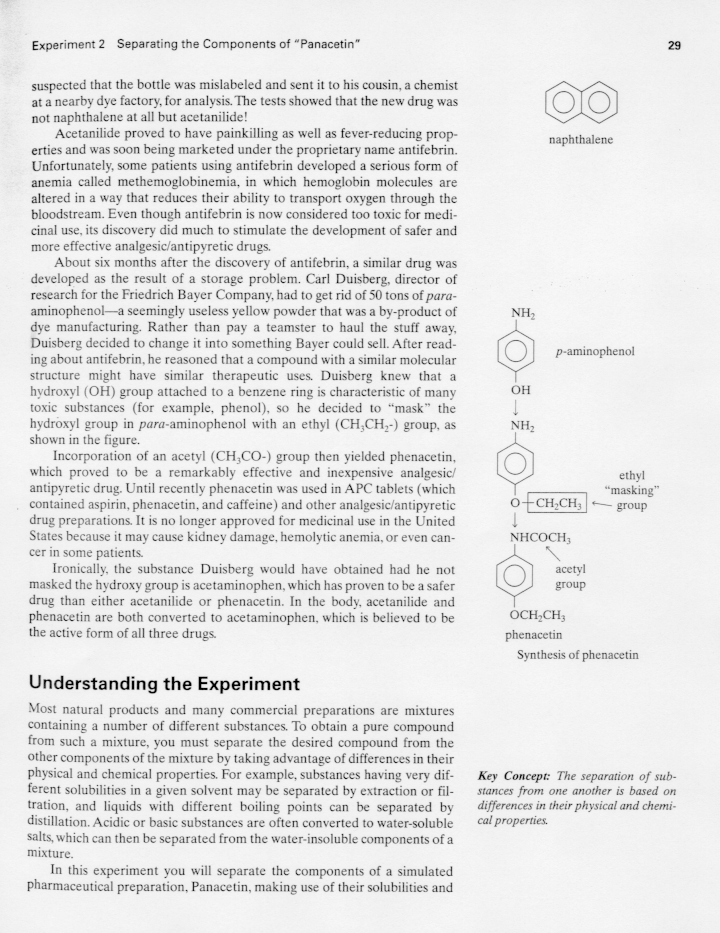 Experiment 2 Separating the Components of "Panacetin" 29
suspected that the bottle was mislabeled and sent it to his cousin, a chemist
at a nearby dye factory, for analysis. The tests showed that the new drug was
not naphthalene at all but acetanilide!
Acetanilide proved to have painkilling as well as fever-reducing prop-
erties and was soon being marketed under the proprietary name antifebrin.
Unfortunately, some patients using antifebrin developed a serious form of
anemia called methemoglobinemia, in which hemoglobin molecules are
altered in a way that reduces their ability to transport oxygen through the
bloodstream. Even though antifebrin is now considered too toxic for medi-
cinal use, its discovery did much to stimulate the development of safer and
more effective analgesic/antipyretic drugs.
About six months after the discovery of antifebrin, a similar drug was
developed as the result of a storage problem. Carl Duisberg, director of
research for the Friedrich Bayer Company, had to get rid of 50 tons of para-
aminophenol—a seemingly useless yellow powder that was a by-product of
dye manufacturing. Rather than pay a teamster to haul the stuff away,
Duisberg decided to change it into something Bayer could sell. After read-
ing about antifebrin, he reasoned that a compound with a similar molecular
structure might have similar therapeutic uses. Duisberg knew that a
hydroxyl (OH) group attached to a benzene ring is characteristic of many
toxic substances (for example, phenol), so he decided to "mask" the
hydroxyl group in para-aminophenol with an ethyl (CH₃CH₂-) group, as
shown in the figure.
Incorporation of an acetyl (CH₃CO-) group then yielded phenacetin,
which proved to be a remarkably effective and inexpensive analgesic/
antipyretic drug. Until recently phenacetin was used in APC tablets (which
contained aspirin, phenacetin, and caffeine) and other analgesic/antipyretic
drug preparations. It is no longer approved for medicinal use in the United
States because it may cause kidney damage, hemolytic anemia, or even can-
cer in some patients.
Ironically, the substance Duisberg would have obtained had he not
masked the hydroxy group is acetaminophen, which has proven to be a safer
drug than either acetanilide or phenacetin. In the body, acetanilide and
phenacetin are both converted to acetaminophen, which is believed to be
the active form of all three drugs.
Understanding the Experiment
Most natural products and many commercial preparations are mixtures
containing a number of different substances. To obtain a pure compound
from such a mixture, you must separate the desired compound from the
other components of the mixture by taking advantage of differences in their
physical and chemical properties. For example, substances having very dif-
ferent solubilities in a given solvent may be separated by extraction or fil-
tration, and liquids with different boiling points can be separated by
distillation. Acidic or basic substances are often converted to water-soluble
salts, which can then be separated from the water-insoluble components of a
mixture.
In this experiment you will separate the components of a simulated
pharmaceutical preparation, Panacetin, making use of their solubilities and
naphthalene
NH₂
p-aminophenol
OH
NH₂
ethyl
"masking"
O CH₂CH₃ group
NHCOCH₃
acetyl
group
OCH₂CH₃
phenacetin
Synthesis of phenacetin
Key Concept: The separation of sub-
stances from one another is based on
differences in their physical and chemi-
cal properties.